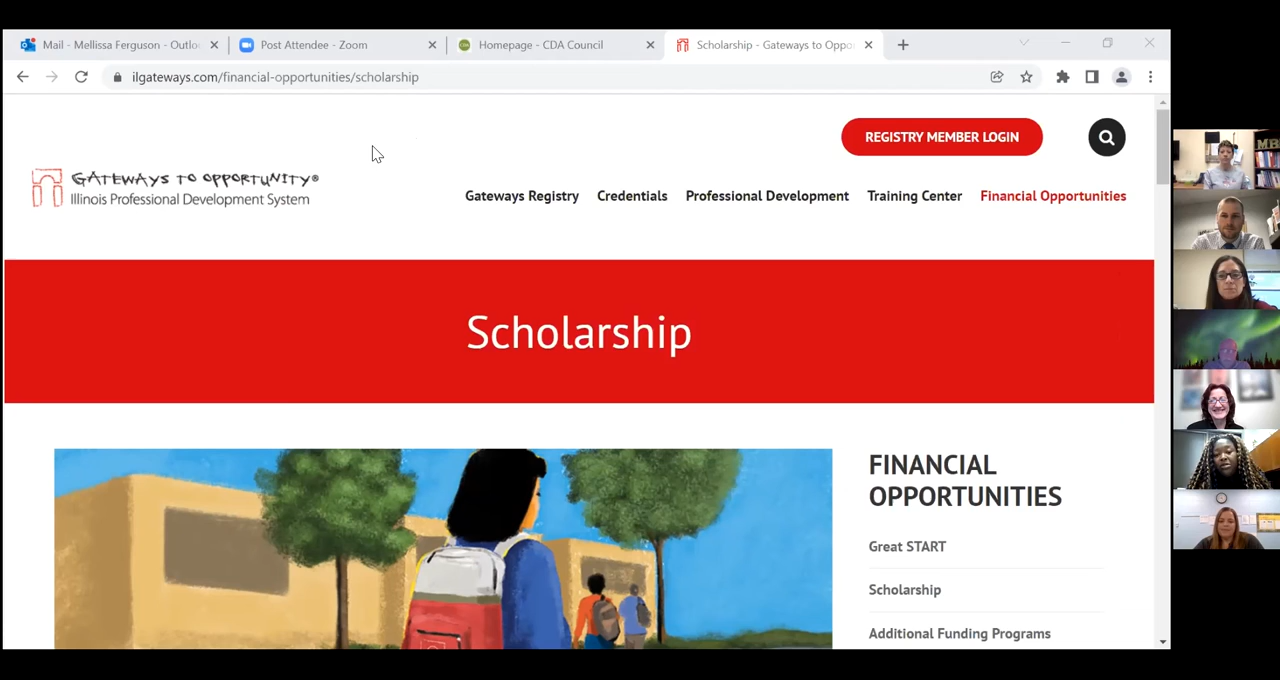 Mail - Mellissa Ferguson - Outlo
Post Attendee - Zoom
Homepage - CDA Council
Scholarship - Gateways to Oppo
ilgateways.com/financial-opportunities/scholarship
REGISTRY MEMBER LOGIN
GATEWAYS TO OPPORTUNITY®
Illinois Professional Development System
Gateways Registry
Credentials
Professional Development
Training Center
Financial Opportunities
Scholarship
FINANCIAL
OPPORTUNITIES
Great START
Scholarship
Additional Funding Programs